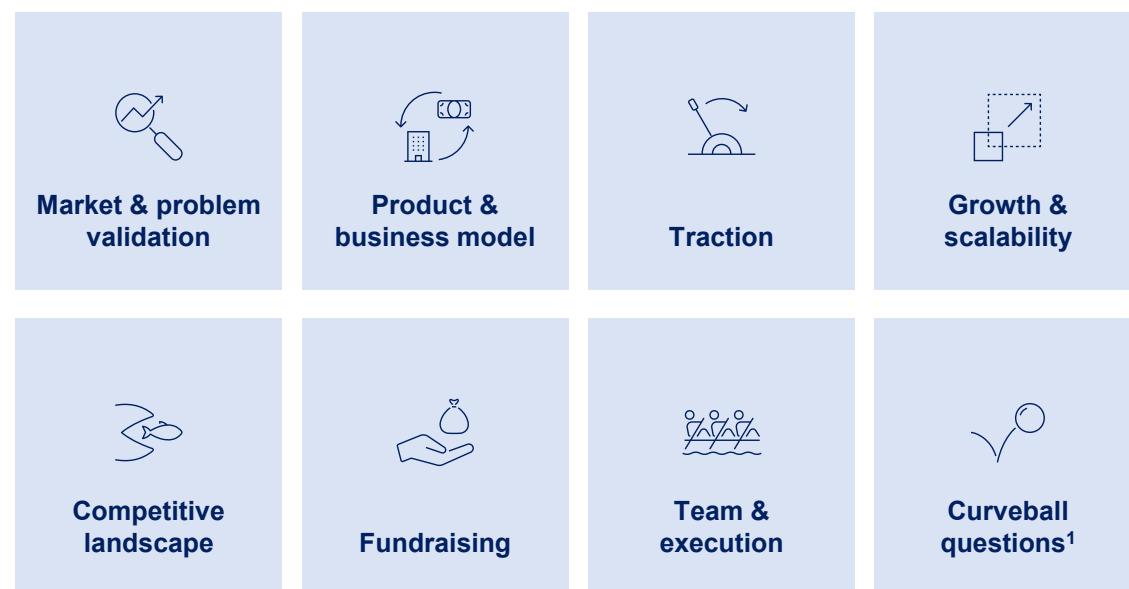 Market & problem
validation
Product &
business model
Traction
Growth &
scalability
Competitive
landscape
Fundraising
Team &
execution
Curveball
questions¹